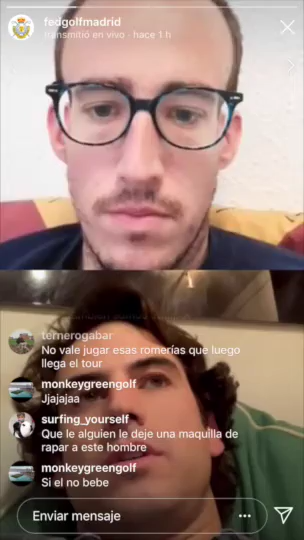 fedgolfmadrid
transmitió en vivo · hace 1 h
ternerogabar
No vale jugar esas romerías que luego
llega el tour
monkeygreengolf
Jjajajaa
surfing_yourself
Que le alguien le deje una maquilla de
rapar a este hombre
monkeygreengolf
Si el no bebe
Enviar mensaje